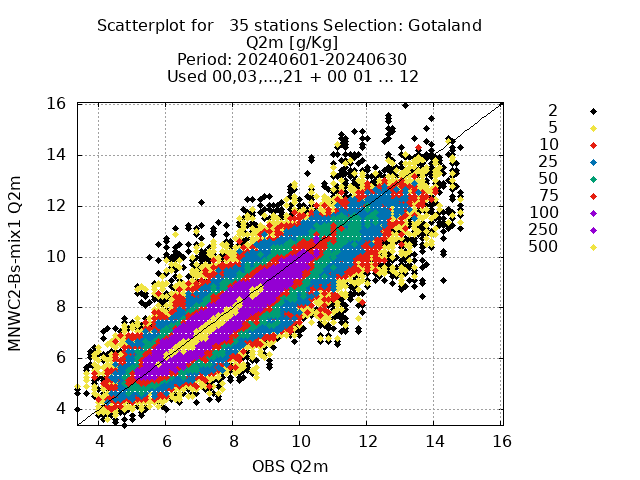 Scatterplot for   35 stations Selection: Gotaland
Q2m [g/Kg]
Period: 20240601-20240630
Used 00,03,...,21 + 00 01 ... 12
16
14
12
10
8
6
4
MNWC2-Bs-mix1 Q2m
4 6 8 10 12 14 16
OBS Q2m
2
5
10
25
50
75
100
250
500